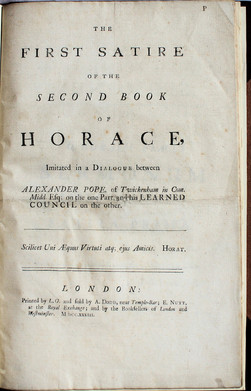 P
THE
FIRST SATIRE
OF THE
SECOND BOOK
OF
HORACE,
Imitated in a DIALOGUE between
ALEXANDER POPE, of Twickenham in Com.
Midd. Esq. on the one Part, and his LEARNED
COUNCIL on the other.
Scilicet Uni Æquus Virtuti atq; ejus Amicis. HORAT.
LONDON:
Printed by L. G. and sold by A. DODD, near Temple-Bar; E. NUTT,
at the Royal Exchange; and by the Booksellers of London and
Westminster. MDCCXXXIII.